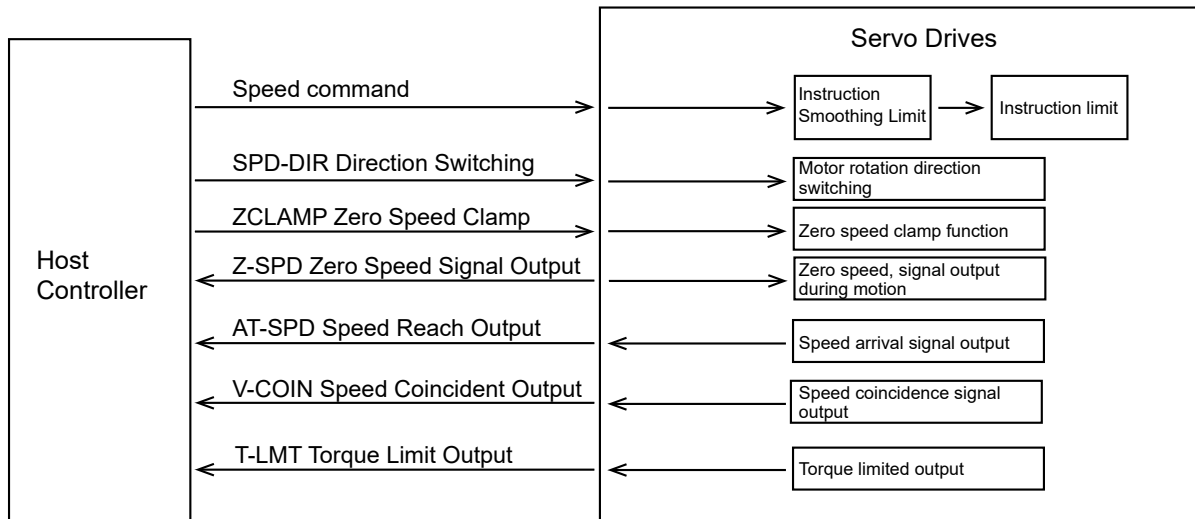 Servo Drives
Speed command
Instruction
Smoothing Limit
Instruction limit
SPD-DIR Direction Switching
Motor rotation direction
switching
ZCLAMP Zero Speed Clamp
Zero speed clamp function
Host
Controller
Z-SPD Zero Speed Signal Output
Zero speed, signal output
during motion
AT-SPD Speed Reach Output
Speed arrival signal output
V-COIN Speed Coincident Output
Speed coincidence signal
output
T-LMT Torque Limit Output
Torque limited output